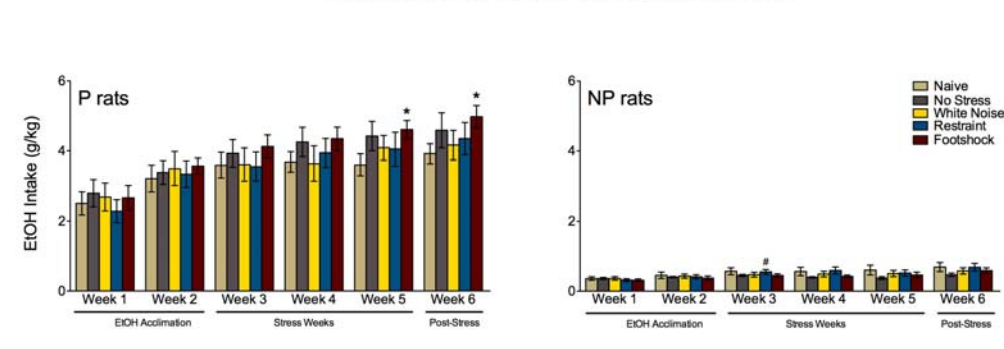 P rats
EtOH Intake (g/kg)
6
4
2
0
*
*
Week 1 Week 2 Week 3 Week 4 Week 5 Week 6
EtOH Acclimation Stress Weeks Post-Stress
NP rats
6
4
2
0
#
Naive
No Stress
White Noise
Restraint
Footshock
Week 1 Week 2 Week 3 Week 4 Week 5 Week 6
EtOH Acclimation Stress Weeks Post-Stress